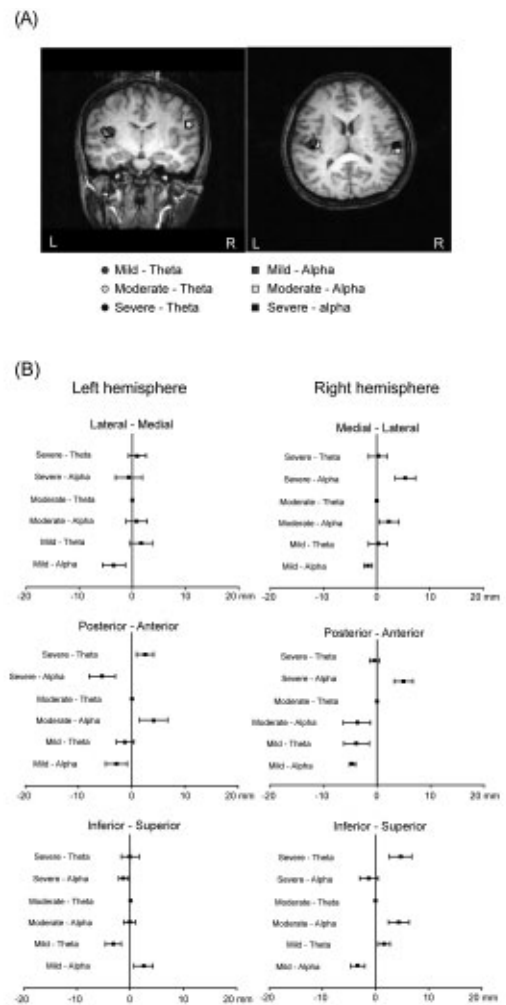 (A)
L R L R
Mild - Theta Mild - Alpha
Moderate - Theta Moderate - Alpha
Severe - Theta Severe - alpha
(B)
Left hemisphere Right hemisphere
Lateral - Medial
Severe - Theta
Severe - Alpha
Moderate - Theta
Moderate - Alpha
Mild - Theta
Mild - Alpha
-20 -10 0 10 20 mm
Medial - Lateral
Severe - Theta
Severe - Alpha
Moderate - Theta
Moderate - Alpha
Mild - Theta
Mild - Alpha
-20 -10 0 10 20 mm
Posterior - Anterior
Severe - Theta
Severe - Alpha
Moderate - Theta
Moderate - Alpha
Mild - Theta
Mild - Alpha
-20 -10 0 10 20 mm
Posterior - Anterior
Severe - Theta
Severe - Alpha
Moderate - Theta
Moderate - Alpha
Mild - Theta
Mild - Alpha
-20 -10 0 10 20 mm
Inferior - Superior
Severe - Theta
Severe - Alpha
Moderate - Theta
Moderate - Alpha
Mild - Theta
Mild - Alpha
-20 -10 0 10 20 mm
Inferior - Superior
Severe - Theta
Severe - Alpha
Moderate - Theta
Moderate - Alpha
Mild - Theta
Mild - Alpha
-20 -10 0 10 20 mm